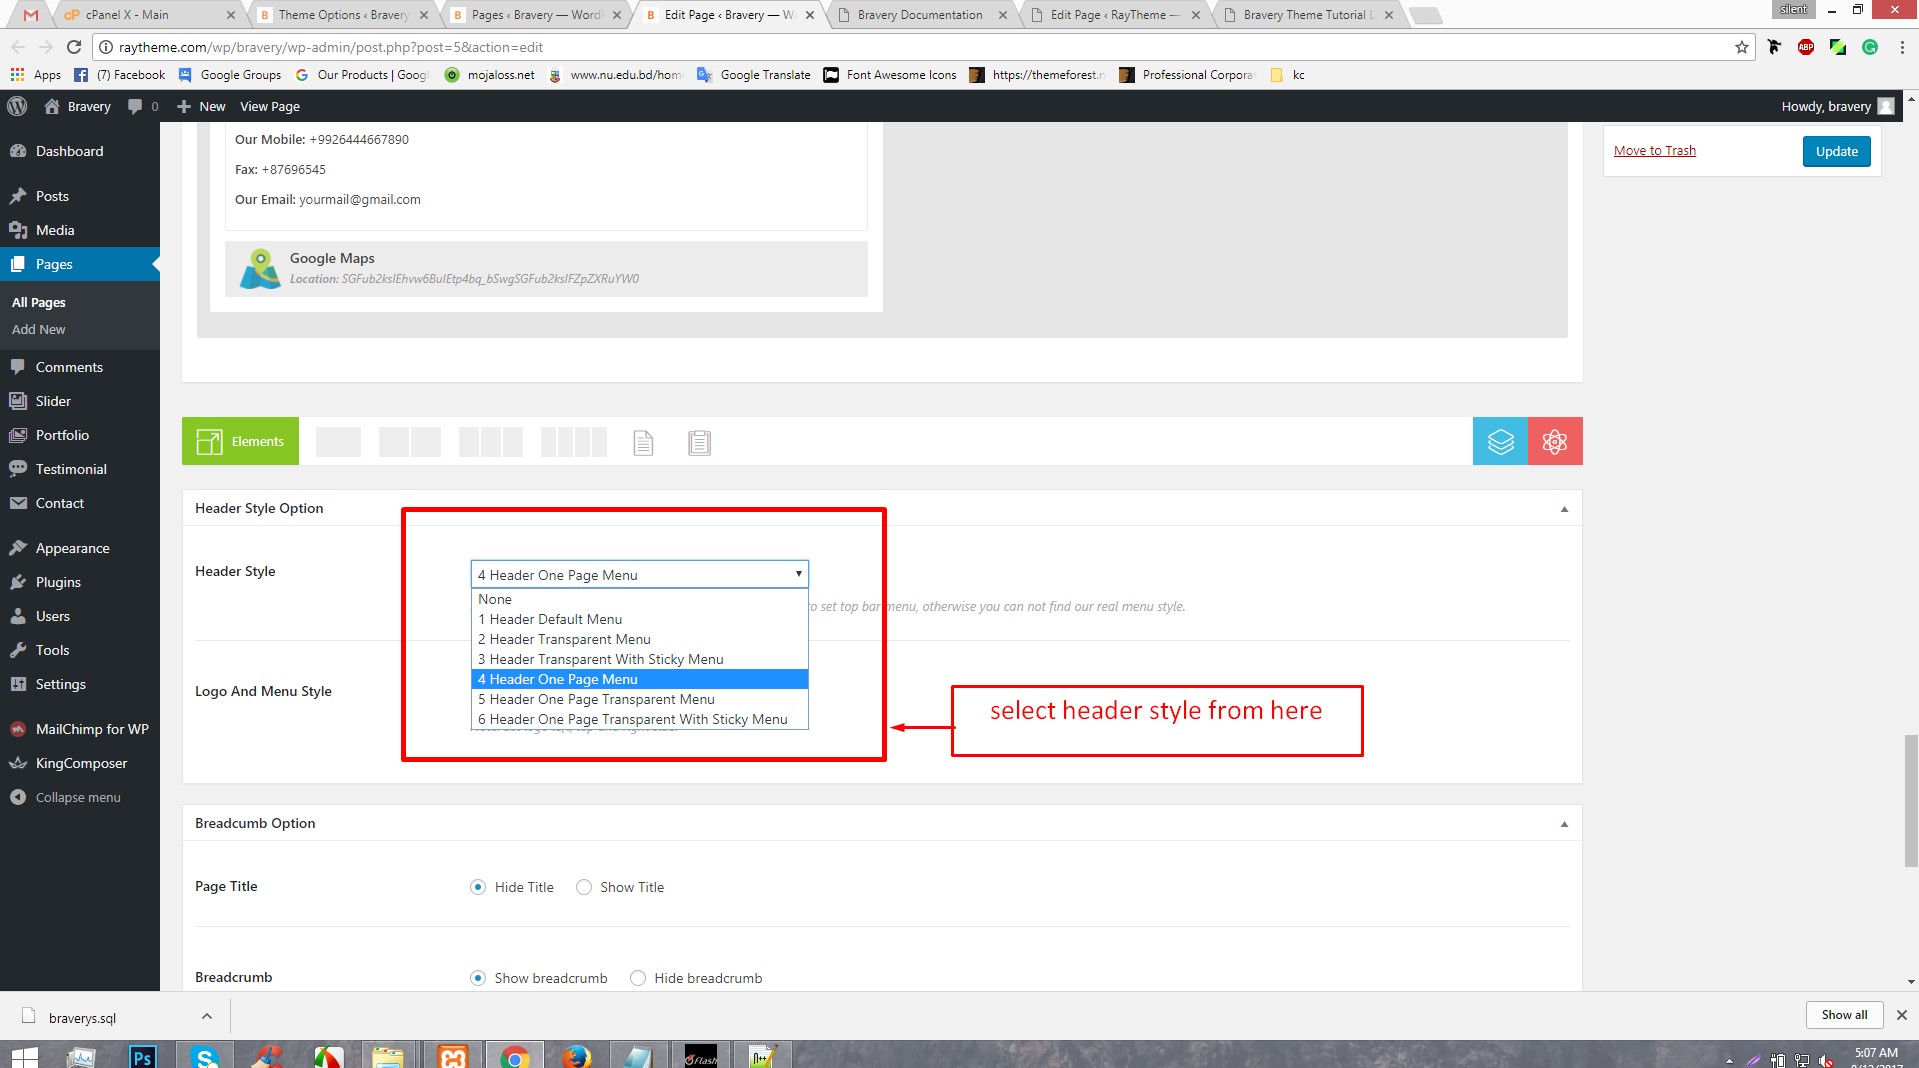 cPanel X - Main
Theme Options ‹ Bravery
Pages ‹ Bravery — Word
Edit Page ‹ Bravery — W
Bravery Documentation
Edit Page ‹ RayTheme —
Bravery Theme Tutorial L
silent
raytheme.com/wp/bravery/wp-admin/post.php?post=5&action=edit
ABP
Apps
(7) Facebook
Google Groups
Our Products | Goog
mojaloss.net
www.nu.edu.bd/hom
Google Translate
Font Awesome Icons
https://themeforest.n
Professional Corpora
kc
Bravery
0
New
View Page
Howdy, bravery
Dashboard
Posts
Media
Pages
All Pages
Add New
Comments
Slider
Portfolio
Testimonial
Contact
Appearance
Plugins
Users
Tools
Settings
MailChimp for WP
KingComposer
Collapse menu
Our Mobile: +9926444667890
Fax: +87696545
Our Email: yourmail@gmail.com
Google Maps
Move to Trash
Update
Elements
Header Style Option
Header Style
4 Header One Page Menu
None
1 Header Default Menu
2 Header Transparent Menu
3 Header Transparent With Sticky Menu
4 Header One Page Menu
5 Header One Page Transparent Menu
6 Header One Page Transparent With Sticky Menu
to set top bar menu, otherwise you can not find our real menu style.
Logo And Menu Style
select header style from here
Breadcumb Option
Page Title
Hide Title
Show Title
Breadcrumb
Show breadcrumb
Hide breadcrumb
braverys.sql
Show all
Ps
Flash
5:07 AM